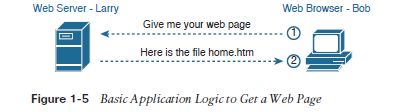 Web Server - Larry
Web Browser - Bob
Give me your web page
1
Here is the file home.htm
2
Figure 1-5 Basic Application Logic to Get a Web Page